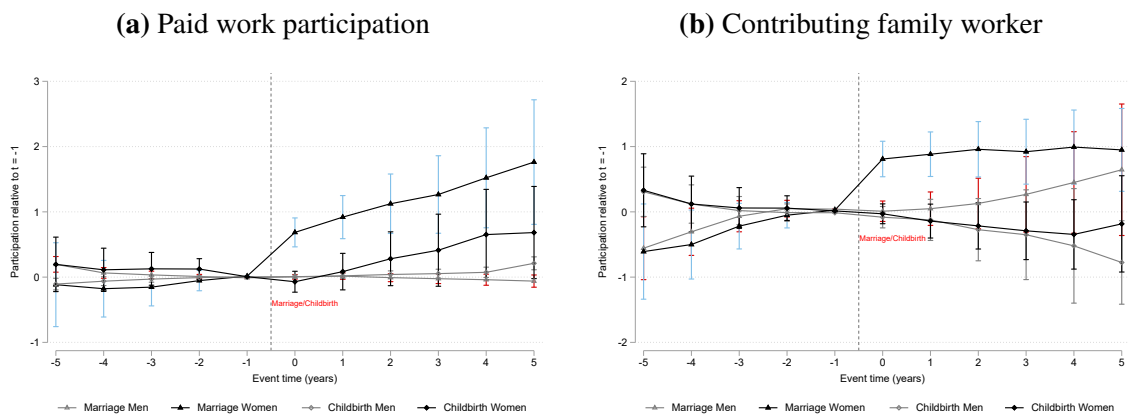 (a) Paid work participation
(b) Contributing family worker
Participation relative to t = -1
3
2
1
0
-1
Marriage/Childbirth
-5 -4 -3 -2 -1 0 1 2 3 4 5
Event time (years)
Marriage Men Marriage Women Childbirth Men Childbirth Women
Participation relative to t = -1
2
1
0
-1
-2
Marriage/Childbirth
-5 -4 -3 -2 -1 0 1 2 3 4 5
Event time (years)
Marriage Men Marriage Women Childbirth Men Childbirth Women